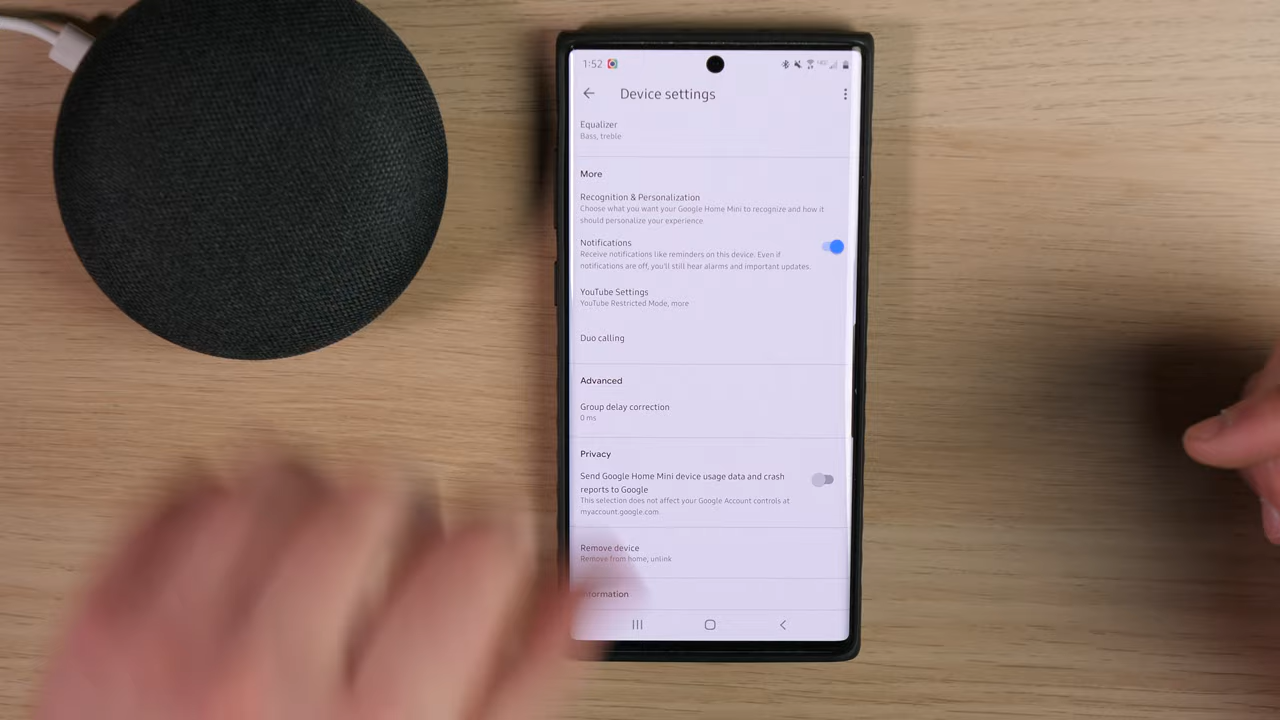 1:52
Device settings
Equalizer
Bass, treble
More
Recognition & Personalization
Choose what you want your Google Home Mini to recognize and how it
should personalize your experience.
Notifications
Receive notifications like reminders on this device. Even if
notifications are off, you'll still hear alarms and important updates.
YouTube Settings
YouTube Restricted Mode, more
Duo calling
Advanced
Group delay correction
0 ms
Privacy
Send Google Home Mini device usage data and crash
reports to Google
This selection does not affect your Google Account controls at
myaccount.google.com.
Remove device
Remove from home, unlink
Information